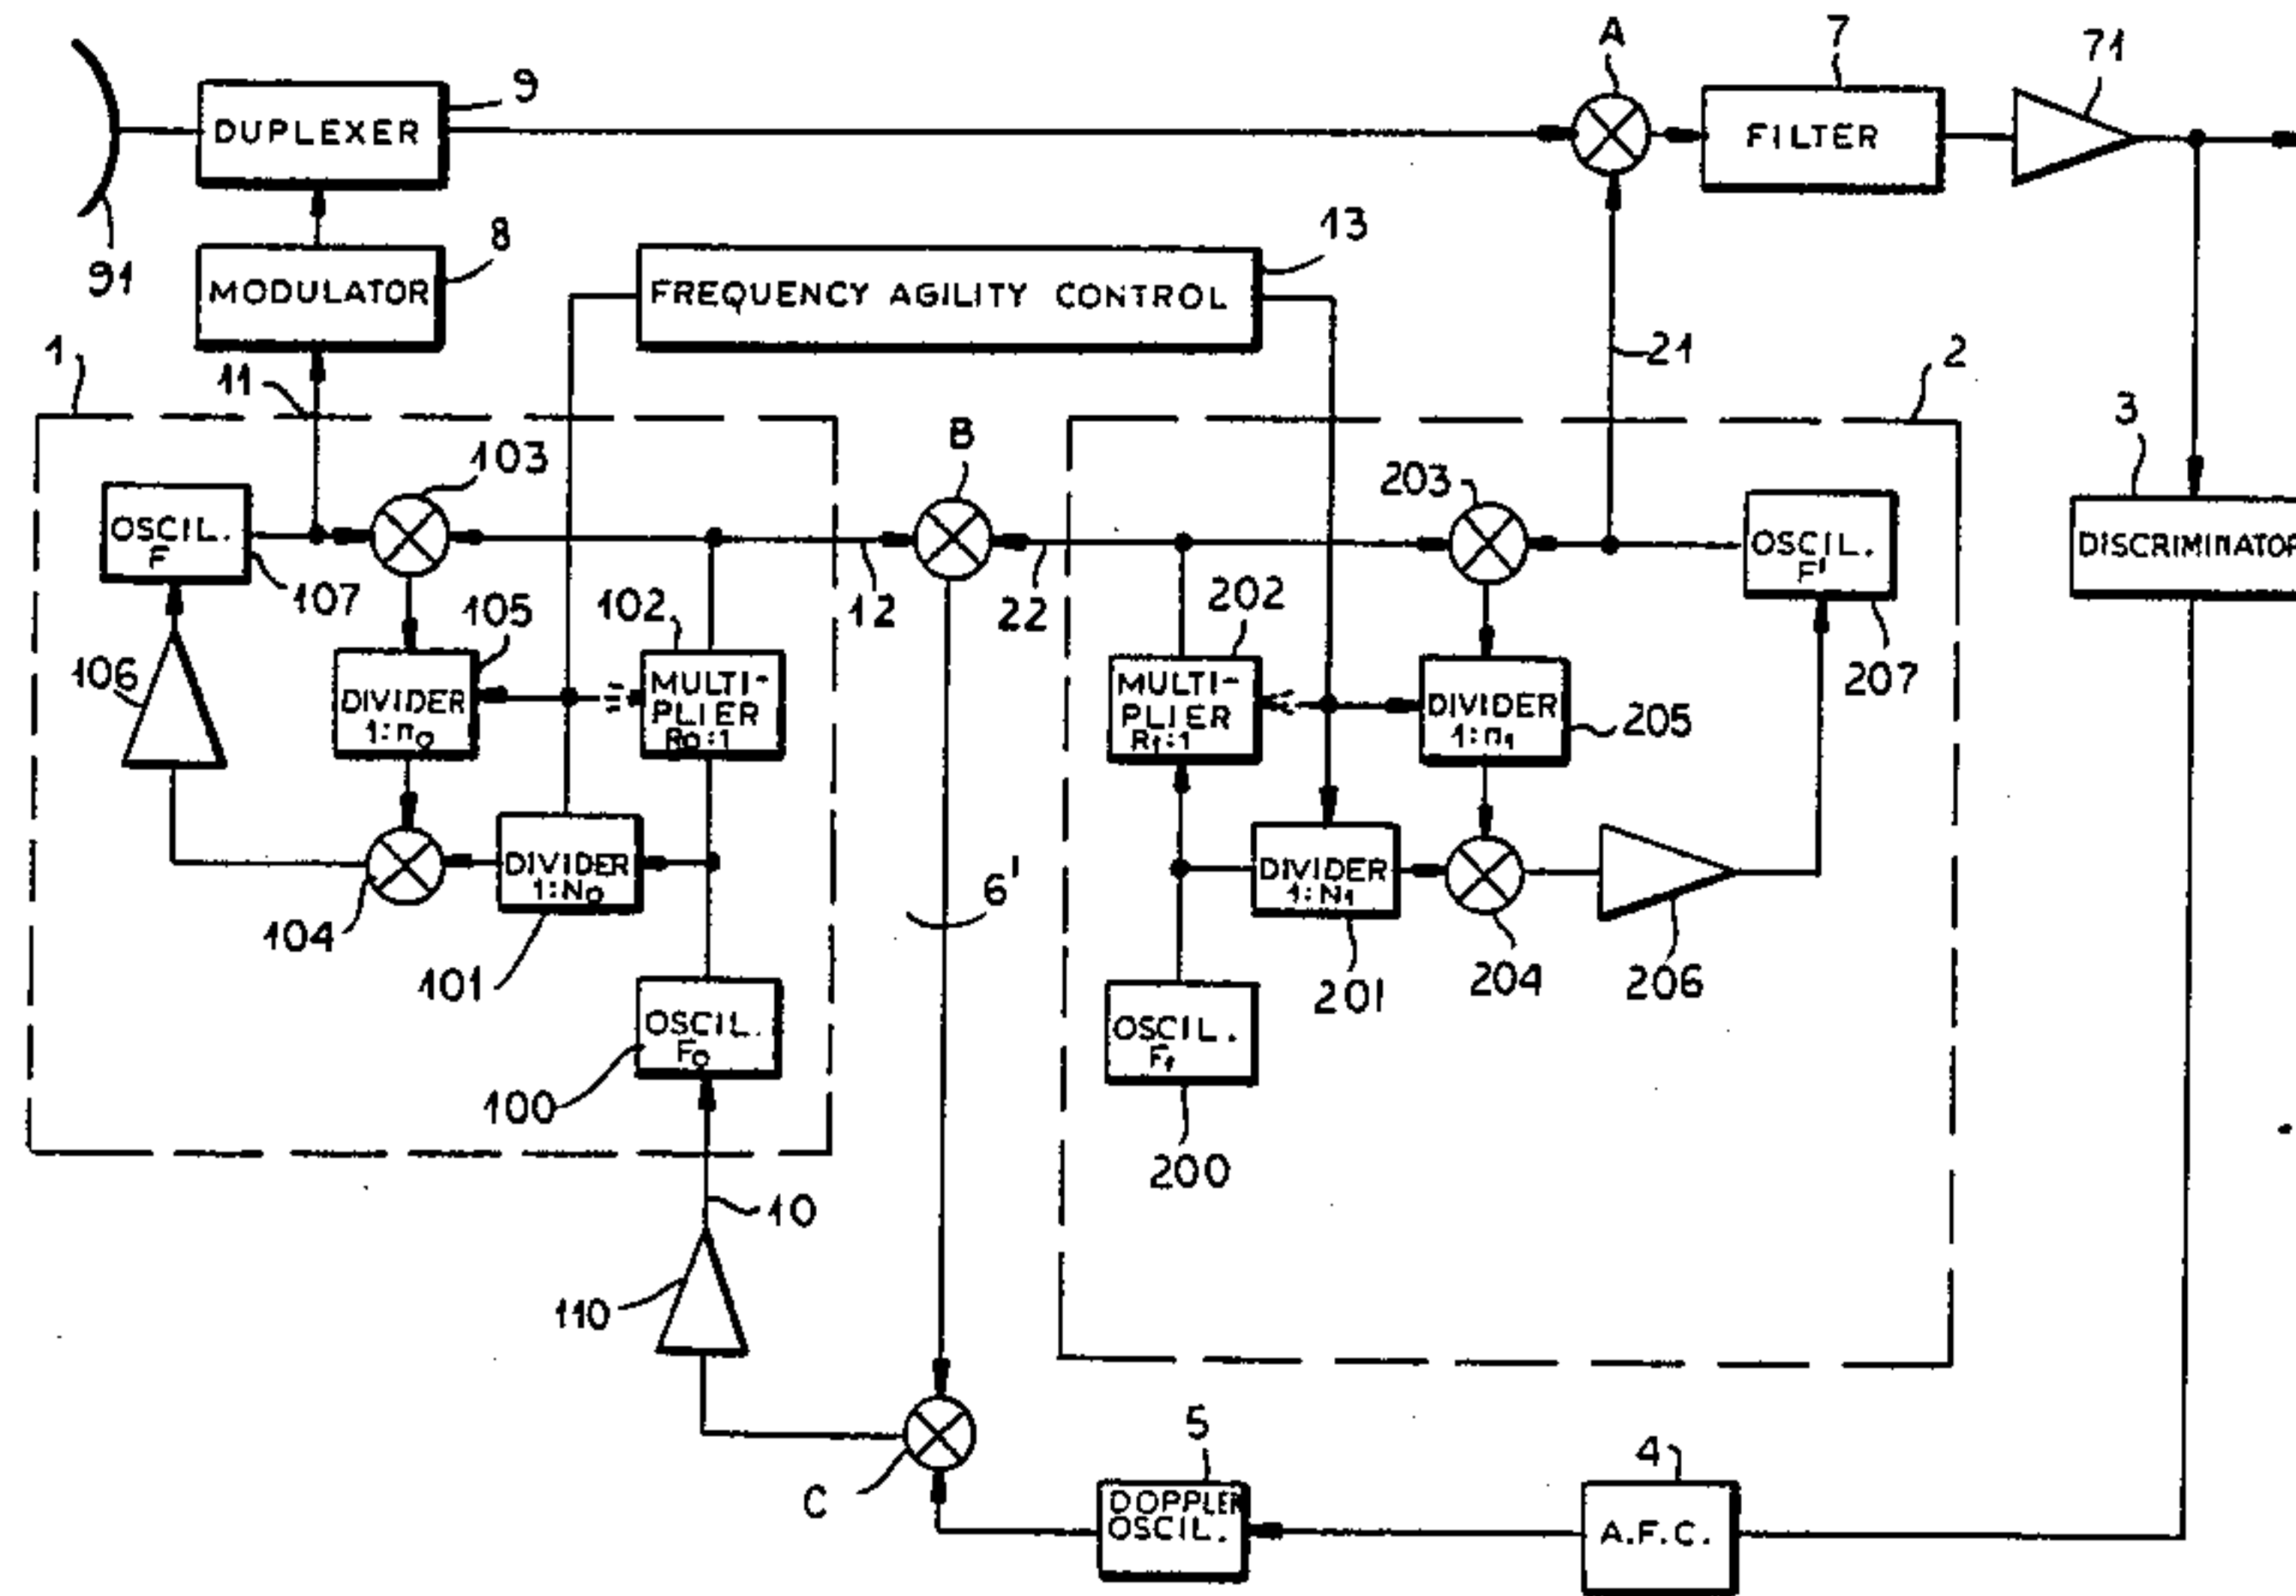 A
7
71
9
DUPLEXER
FILTER
91
8
MODULATOR
13
FREQUENCY AGILITY CONTROL
1
11
21
2
3
103
B
203
OSCIL.
F
107
12
22
OSCIL.
F'
207
DISCRIMINATOR
105
102
202
106
DIVIDER
1:n₀
MULTI-
PLIER
R₀:1
MULTI-
PLIER
R₁:1
DIVIDER
1:n₁
205
104
DIVIDER
1:N₀
101
6'
DIVIDER
1:N₁
201
204
206
OSCIL.
F₀
100
OSCIL.
F₁
200
10
110
C
5
DOPPLER
OSCIL.
4
A.F.C.